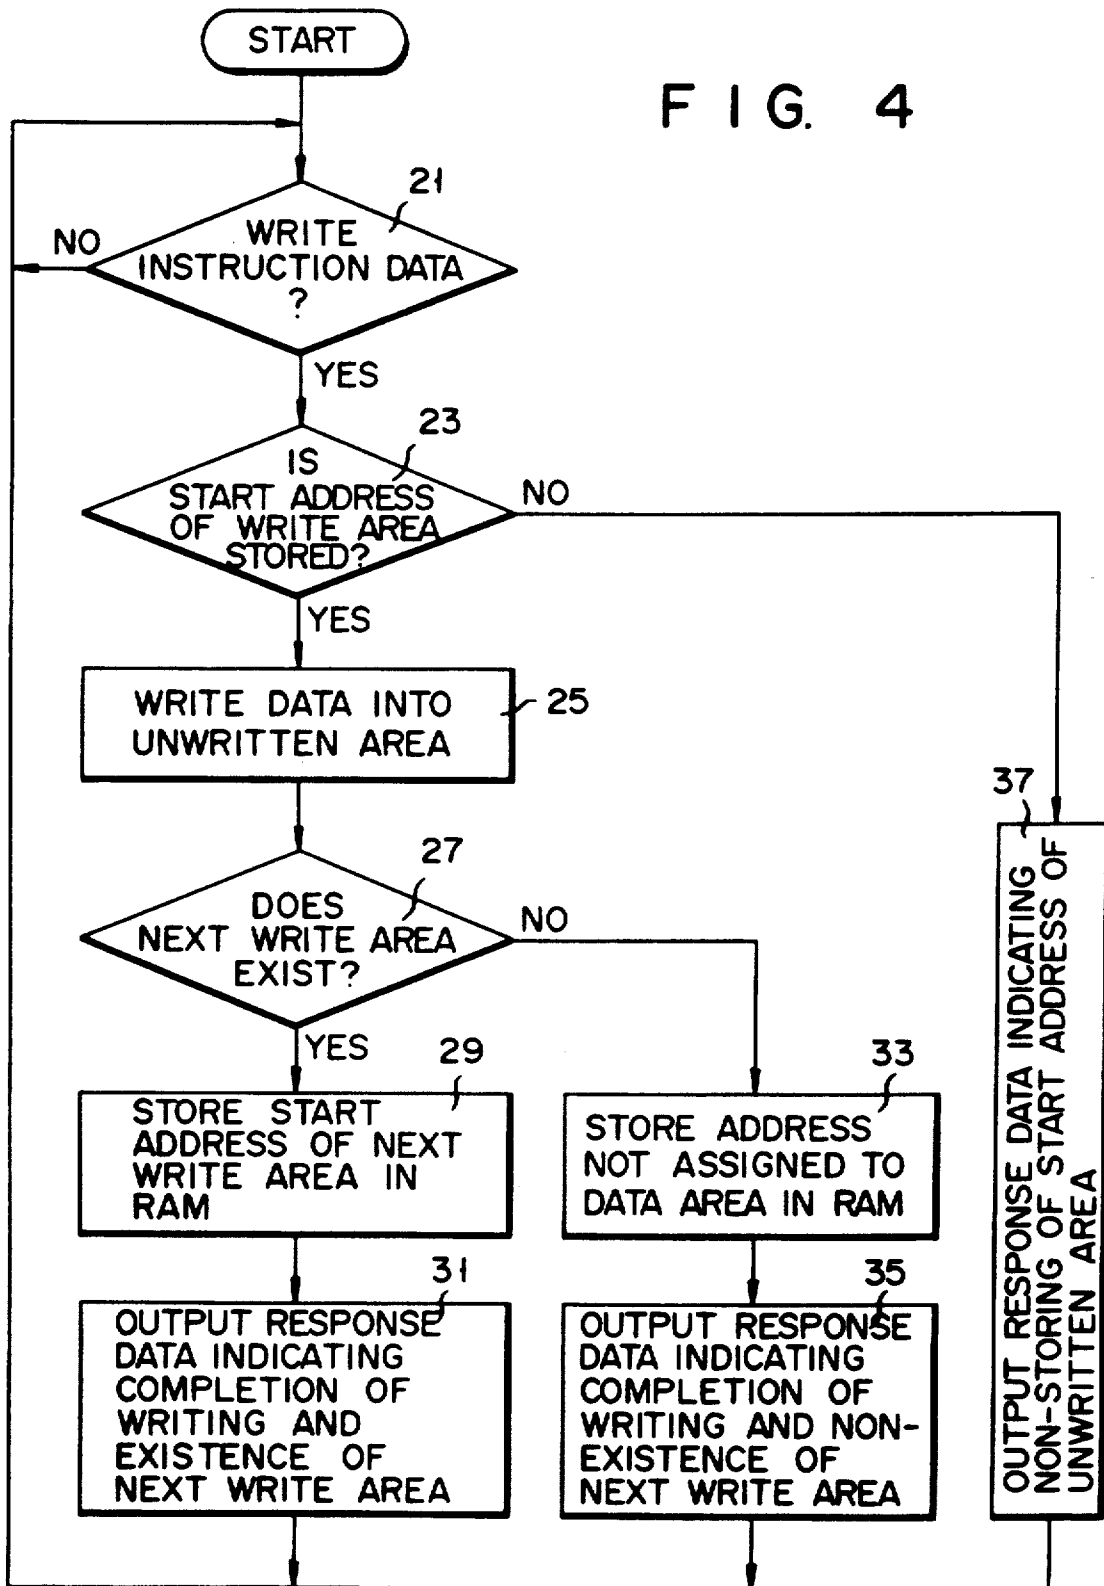 START
F I G. 4
21
WRITE
INSTRUCTION DATA
?
NO
YES
23
IS
START ADDRESS
OF WRITE AREA
STORED?
NO
YES
WRITE DATA INTO
UNWRITTEN AREA
25
27
DOES
NEXT WRITE AREA
EXIST?
NO
YES
29
STORE START
ADDRESS OF NEXT
WRITE AREA IN
RAM
33
STORE ADDRESS
NOT ASSIGNED TO
DATA AREA IN RAM
31
OUTPUT RESPONSE
DATA INDICATING
COMPLETION OF
WRITING AND
EXISTENCE OF
NEXT WRITE AREA
35
OUTPUT RESPONSE
DATA INDICATING
COMPLETION OF
WRITING AND NON-
EXISTENCE OF
NEXT WRITE AREA
37
OUTPUT RESPONSE DATA INDICATING
NON-STORING OF START ADDRESS OF
UNWRITTEN AREA